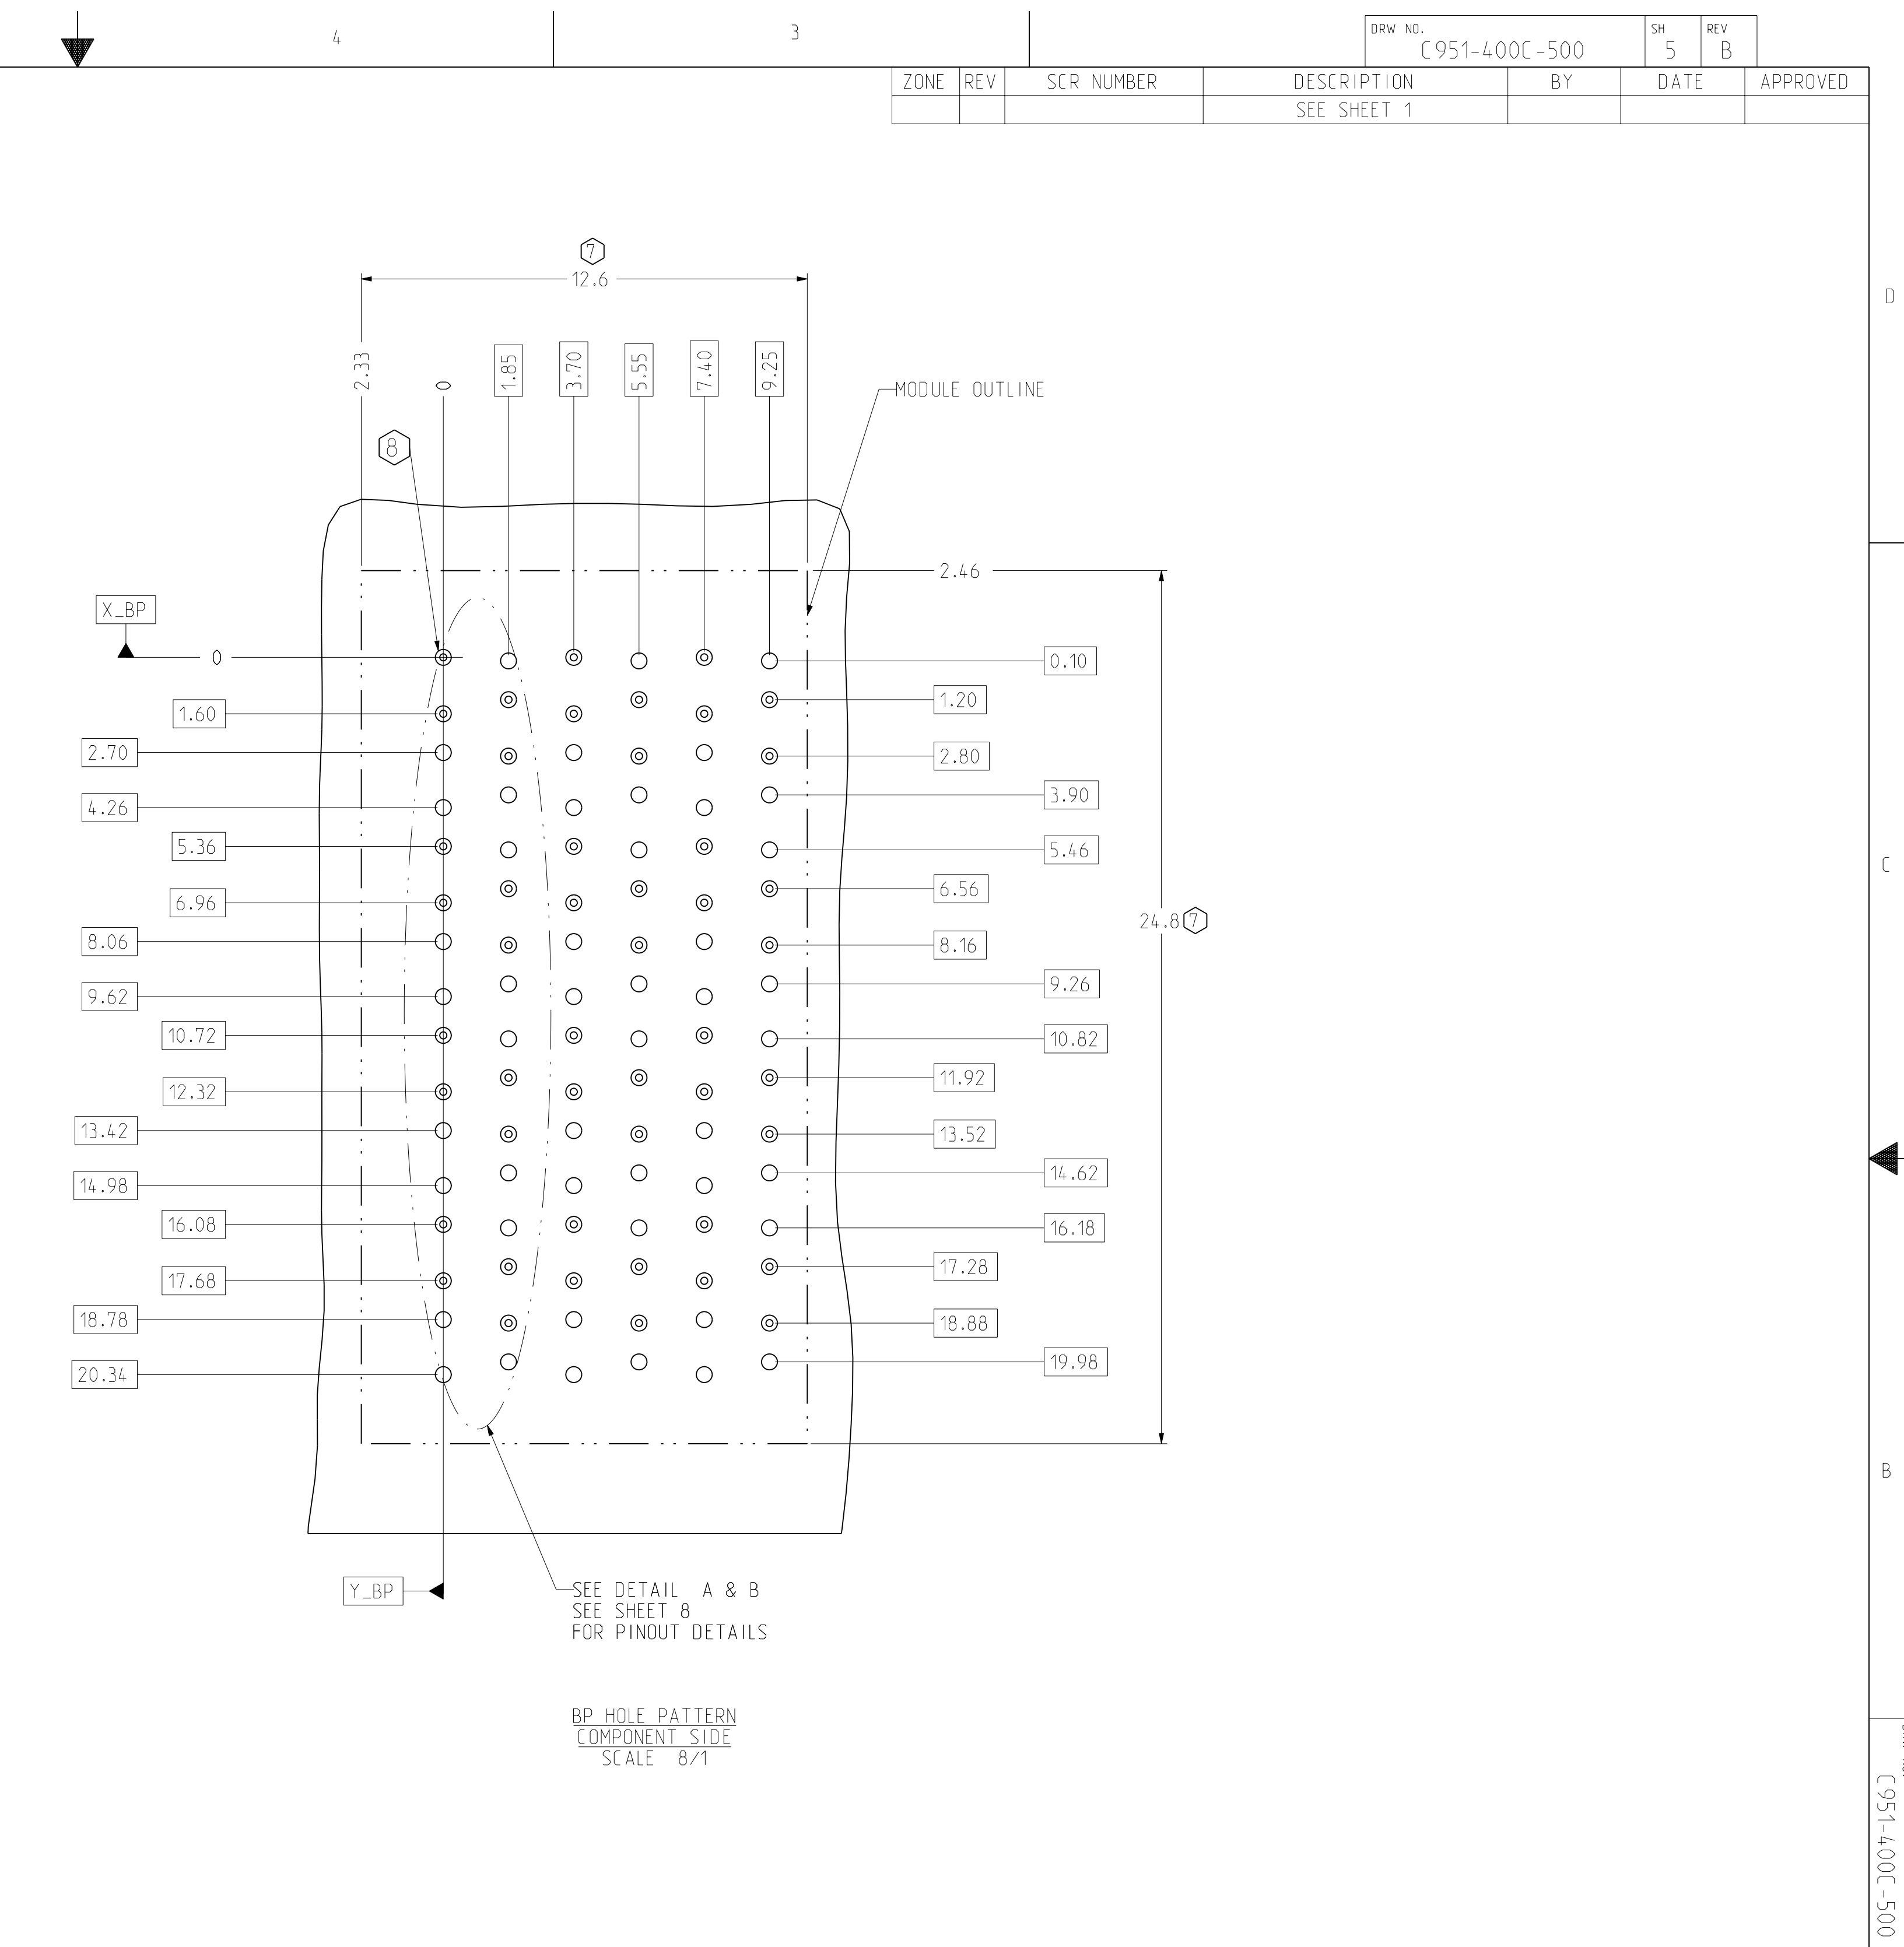 4
3
DRW NO.
C951-400C-500
SH
5
REV
B
ZONE REV SCR NUMBER DESCRIPTION BY DATE APPROVED
SEE SHEET 1
D
7
12.6
2.33
0
1.85
3.70
5.55
7.40
9.25
MODULE OUTLINE
8
2.46
X_BP
0
0.10
1.20
1.60
2.70
2.80
3.90
4.26
5.36
5.46
C
6.56
6.96
24.8 7
8.06
8.16
9.26
9.62
10.72
10.82
11.92
12.32
13.42
13.52
14.62
14.98
16.08
16.18
17.28
17.68
18.78
18.88
19.98
20.34
B
Y_BP
SEE DETAIL A & B
SEE SHEET 8
FOR PINOUT DETAILS
BP HOLE PATTERN
COMPONENT SIDE
SCALE 8/1
C951-400C-500